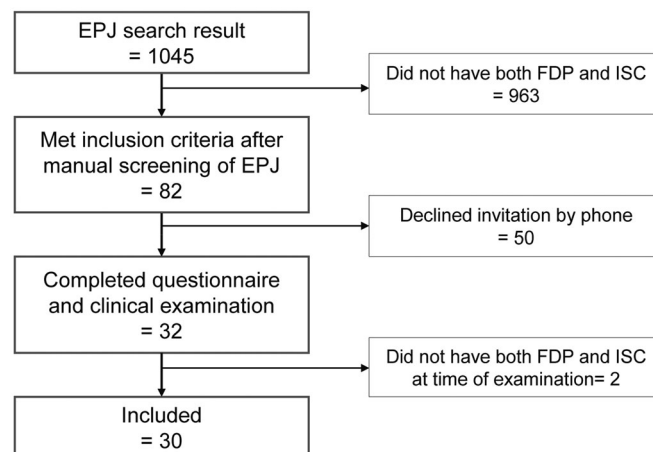 EPJ search result
= 1045
Did not have both FDP and ISC
= 963
Met inclusion criteria after
manual screening of EPJ
= 82
Declined invitation by phone
= 50
Completed questionnaire
and clinical examination
= 32
Did not have both FDP and ISC
at time of examination= 2
Included
= 30